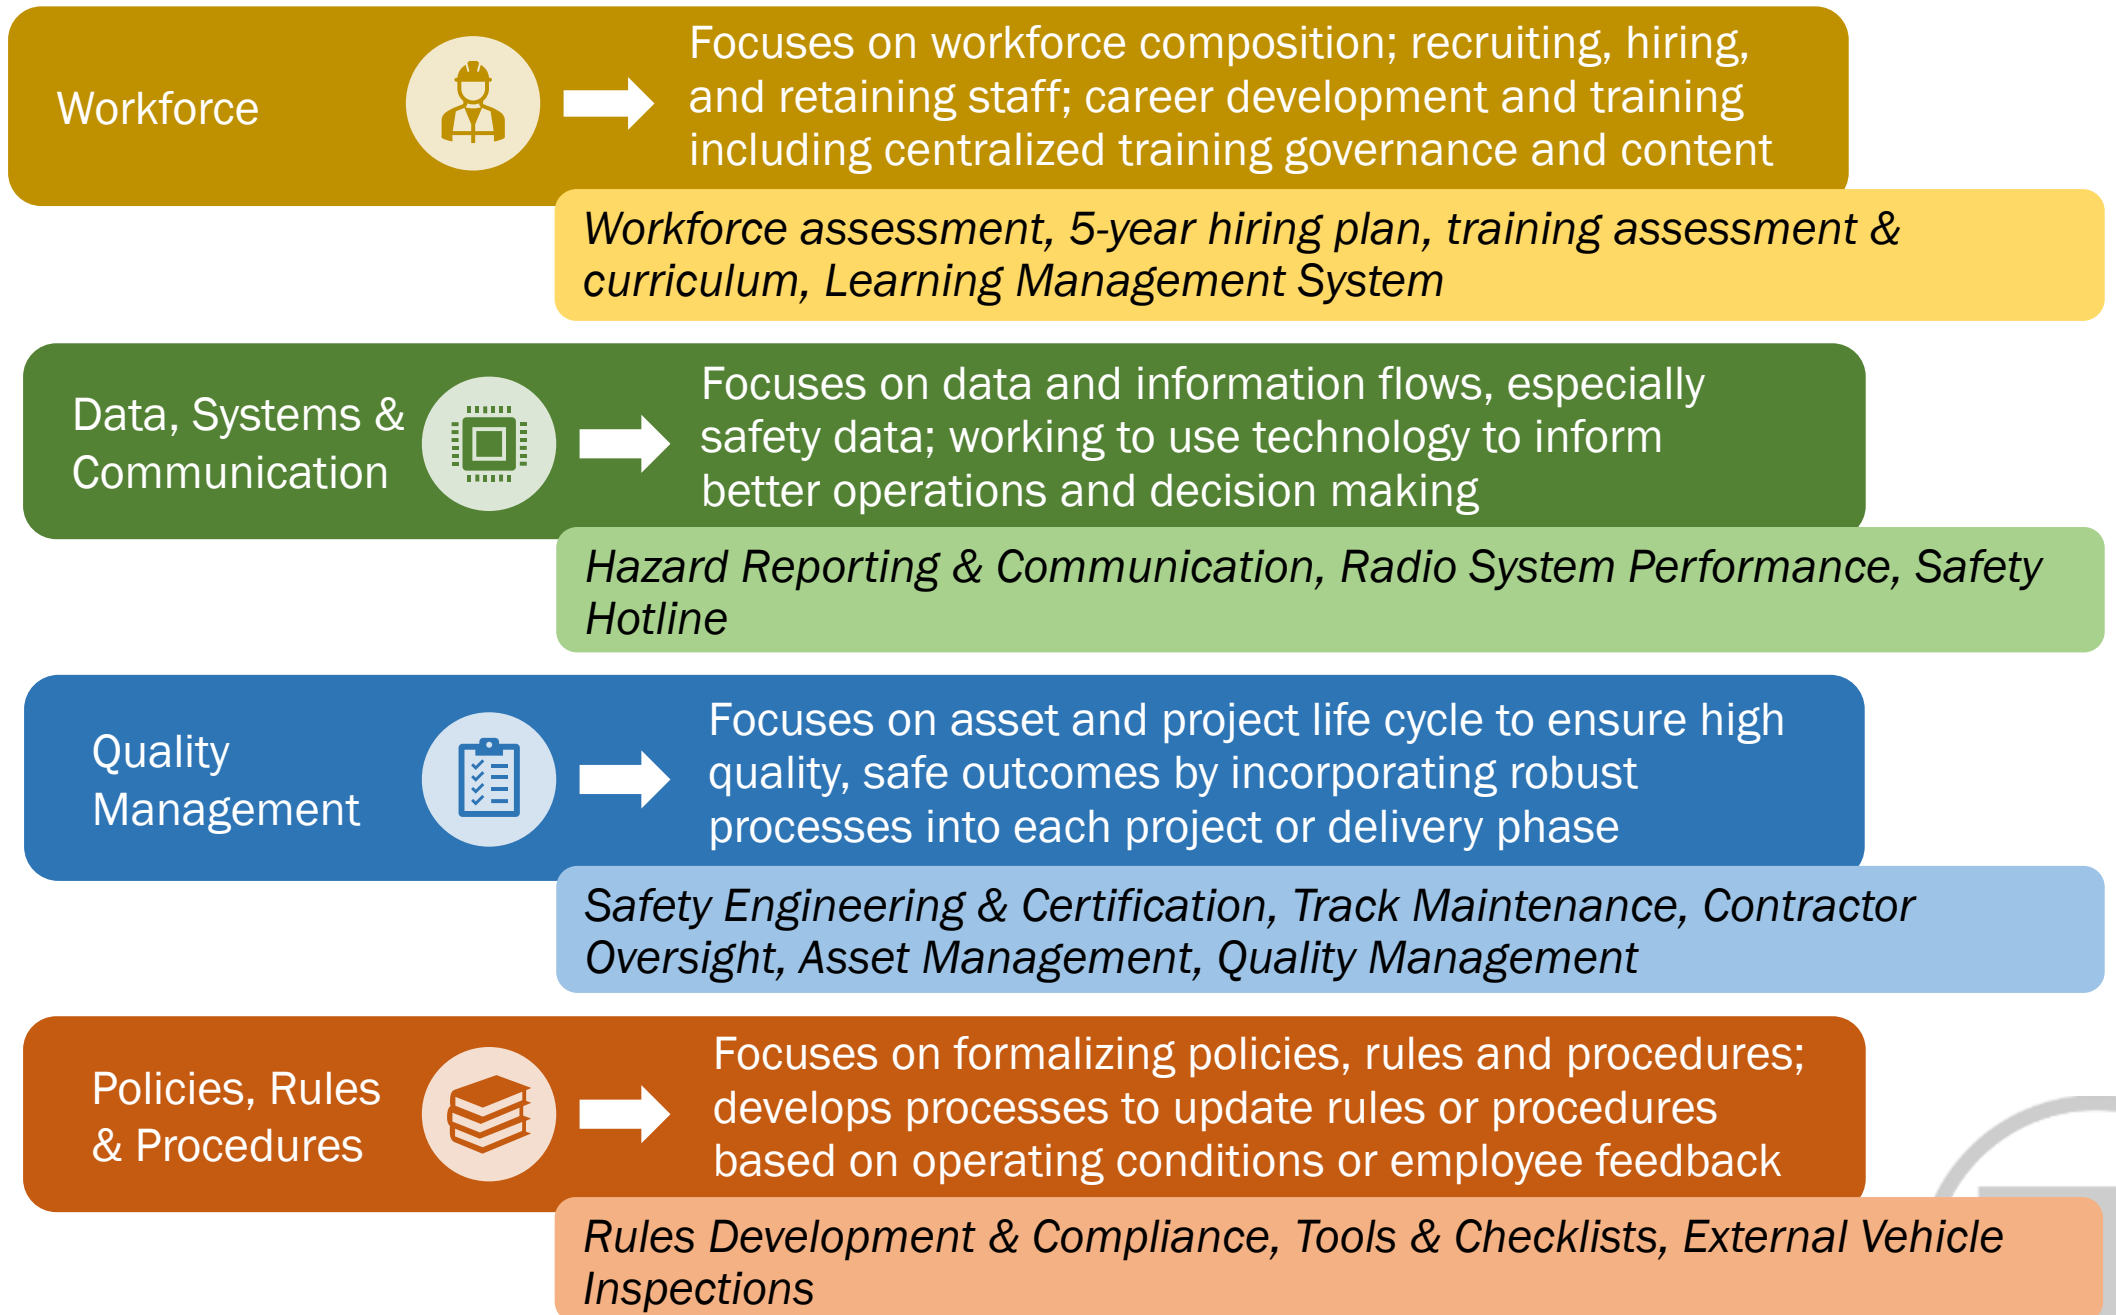 Workforce
Focuses on workforce composition; recruiting, hiring,
and retaining staff; career development and training
including centralized training governance and content
Workforce assessment, 5-year hiring plan, training assessment &
curriculum, Learning Management System
Data, Systems &
Communication
Focuses on data and information flows, especially
safety data; working to use technology to inform
better operations and decision making
Hazard Reporting & Communication, Radio System Performance, Safety
Hotline
Quality
Management
Focuses on asset and project life cycle to ensure high
quality, safe outcomes by incorporating robust
processes into each project or delivery phase
Safety Engineering & Certification, Track Maintenance, Contractor
Oversight, Asset Management, Quality Management
Policies, Rules
& Procedures
Focuses on formalizing policies, rules and procedures;
develops processes to update rules or procedures
based on operating conditions or employee feedback
Rules Development & Compliance, Tools & Checklists, External Vehicle
Inspections